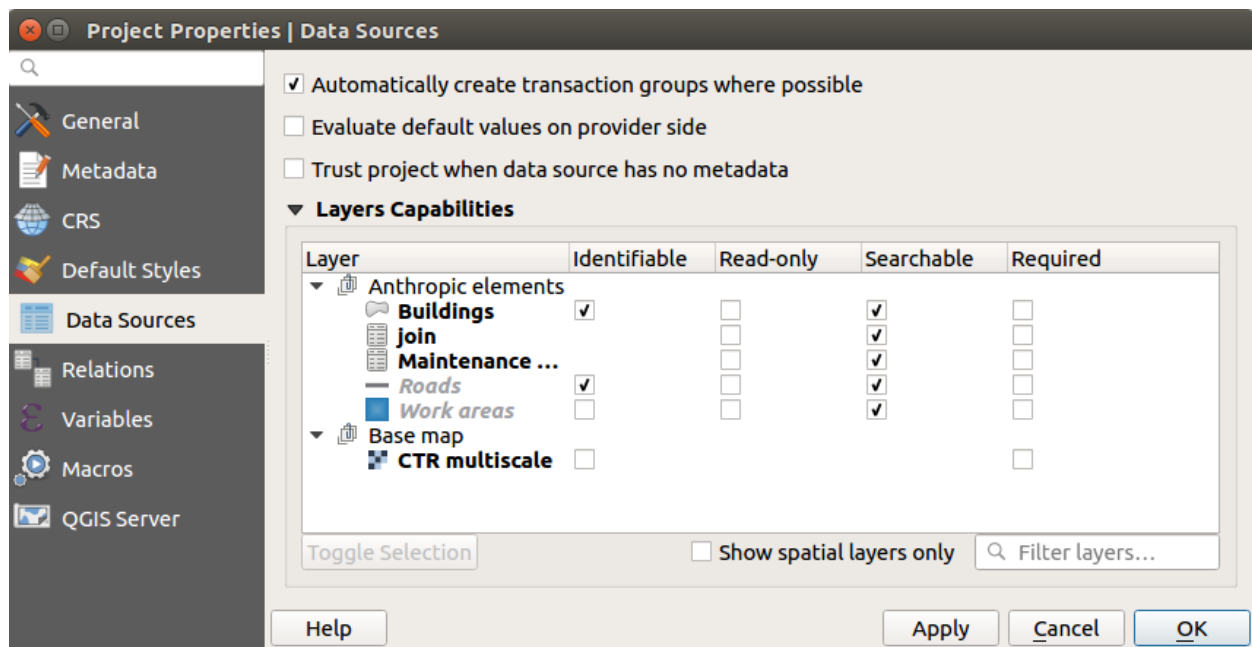 Project Properties | Data Sources
General
Metadata
CRS
Default Styles
Data Sources
Relations
Variables
Macros
QGIS Server
Automatically create transaction groups where possible
Evaluate default values on provider side
Trust project when data source has no metadata
Layers Capabilities
Layer Identifiable Read-only Searchable Required
Anthropic elements
Buildings
join
Maintenance ...
Roads
Work areas
Base map
CTR multiscale
Toggle Selection Show spatial layers only Filter layers...
Help Apply Cancel OK